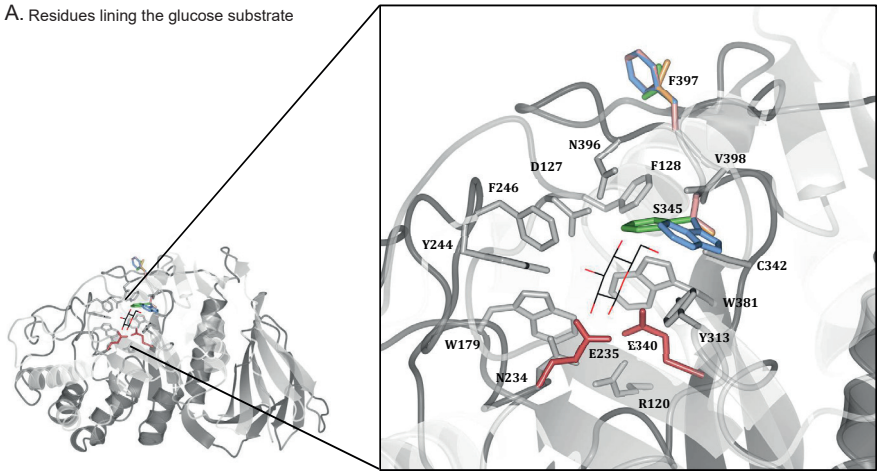 A. Residues lining the glucose substrate
F397
N396
D127
F128
V398
F246
S345
Y244
C342
W381
Y313
W179
E235
E340
N234
R120